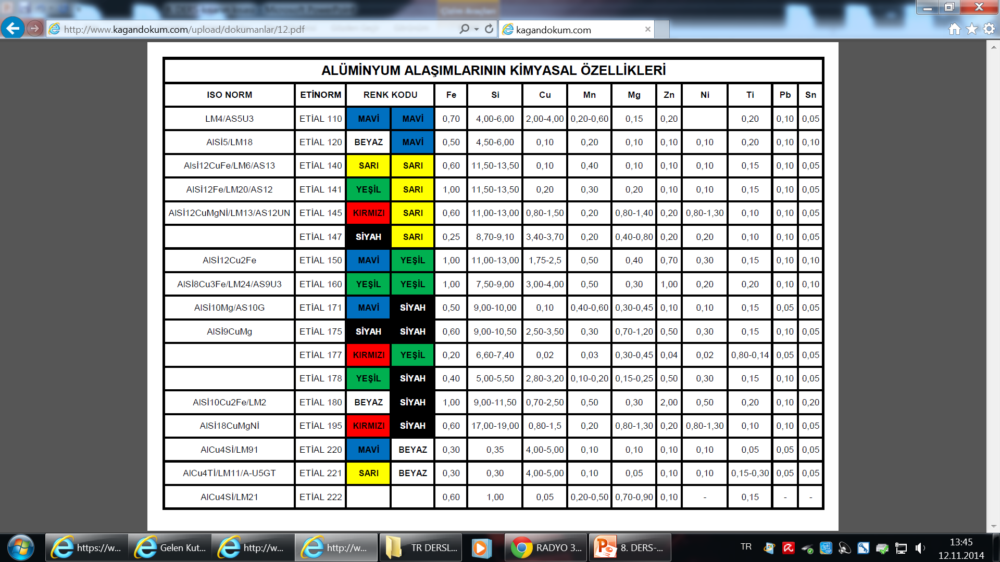 http://www.kagandokum.com/upload/dokumanlar/12.pdf
kagandokum.com
ALÜMİNYUM ALAŞIMLARININ KİMYASAL ÖZELLİKLERİ
ISO NORM ETİNORM RENK KODU Fe Si Cu Mn Mg Zn Ni Ti Pb Sn
LM4/AS5U3 ETİAL 110 MAVİ MAVİ 0,70 4,00-6,00 2,00-4,00 0,20-0,60 0,15 0,20 0,20 0,10 0,05
AlSİ5/LM18 ETİAL 120 BEYAZ MAVİ 0,50 4,50-6,00 0,10 0,20 0,10 0,10 0,10 0,20 0,10 0,10
AlSİ12CuFe/LM6/AS13 ETİAL 140 SARI SARI 0,60 11,50-13,50 0,10 0,40 0,10 0,10 0,10 0,15 0,10 0,05
AlSİ12Fe/LM20/AS12 ETİAL 141 YEŞİL SARI 1,00 11,50-13,50 0,20 0,30 0,20 0,10 0,10 0,15 0,10 0,05
AlSİ12CuMgNİ/LM13/AS12UN ETİAL 145 KIRMIZI SARI 0,60 11,00-13,00 0,80-1,50 0,20 0,80-1,40 0,20 0,80-1,30 0,10 0,10 0,05
ETİAL 147 SİYAH SARI 0,25 8,70-9,10 3,40-3,70 0,20 0,40-0,80 0,20 0,20 0,10 0,10 0,05
AlSİ12Cu2Fe ETİAL 150 MAVİ YEŞİL 1,00 11,00-13,00 1,75-2,5 0,50 0,40 0,70 0,30 0,15 0,10 0,10
AlSİ8Cu3Fe/LM24/AS9U3 ETİAL 160 YEŞİL YEŞİL 1,00 7,50-9,00 3,00-4,00 0,50 0,30 1,00 0,20 0,20 0,10 0,10
AlSİ10Mg/AS10G ETİAL 171 MAVİ SİYAH 0,50 9,00-10,00 0,10 0,40-0,60 0,30-0,45 0,10 0,10 0,15 0,05 0,05
AlSİ9CuMg ETİAL 175 SİYAH SİYAH 0,60 9,00-10,50 2,50-3,50 0,30 0,70-1,20 0,50 0,30 0,15 0,10 0,05
ETİAL 177 KIRMIZI YEŞİL 0,20 6,60-7,40 0,02 0,03 0,30-0,45 0,04 0,02 0,80-0,14 0,05 0,05
ETİAL 178 YEŞİL SİYAH 0,40 5,00-5,50 2,80-3,20 0,10-0,20 0,15-0,25 0,50 0,30 0,15 0,10 0,05
AlSİ10Cu2Fe/LM2 ETİAL 180 BEYAZ SİYAH 1,00 9,00-11,50 0,70-2,50 0,50 0,30 2,00 0,50 0,20 0,10 0,20
AlSİ18CuMgNİ ETİAL 195 KIRMIZI SİYAH 0,60 17,00-19,00 0,80-1,5 0,20 0,80-1,30 0,20 0,80-1,30 0,10 0,10 0,05
AlCu4Sİ/LM91 ETİAL 220 MAVİ BEYAZ 0,30 0,35 4,00-5,00 0,10 0,10 0,10 0,10 0,05 0,05 0,05
AlCu4Tİ/LM11/A-U5GT ETİAL 221 SARI BEYAZ 0,30 0,30 4,00-5,00 0,10 0,05 0,10 0,10 0,15-0,30 0,05 0,05
AlCu4Sİ/LM21 ETİAL 222 0,60 1,00 0,05 0,20-0,50 0,70-0,90 0,10 - 0,15 - -
https://w... Gelen Kut... http://w... http://w... TR DERSL... RADYO 3... 8. DERS-... TR 13:45
12.11.2014